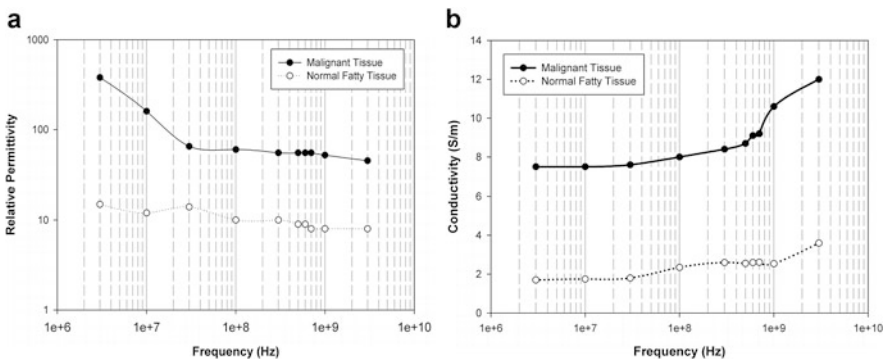 a
1000
100
10
1
Relative Permittivity
Malignant Tissue
Normal Fatty Tissue
1e+6 1e+7 1e+8 1e+9 1e+10
Frequency (Hz)
b
14
12
10
8
6
4
2
0
Conductivity (S/m)
Malignant Tissue
Normal Fatty Tissue
1e+6 1e+7 1e+8 1e+9 1e+10
Frequency (Hz)